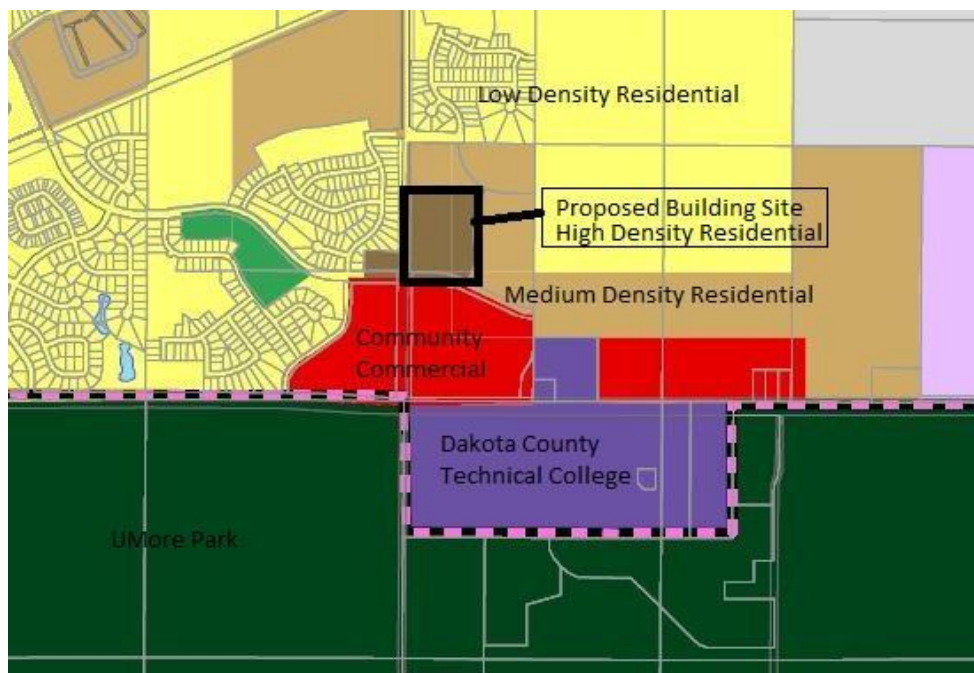 Low Density Residential
Proposed Building Site
High Density Residential
Medium Density Residential
Community
Commercial
Dakota County
Technical College
UMore Park